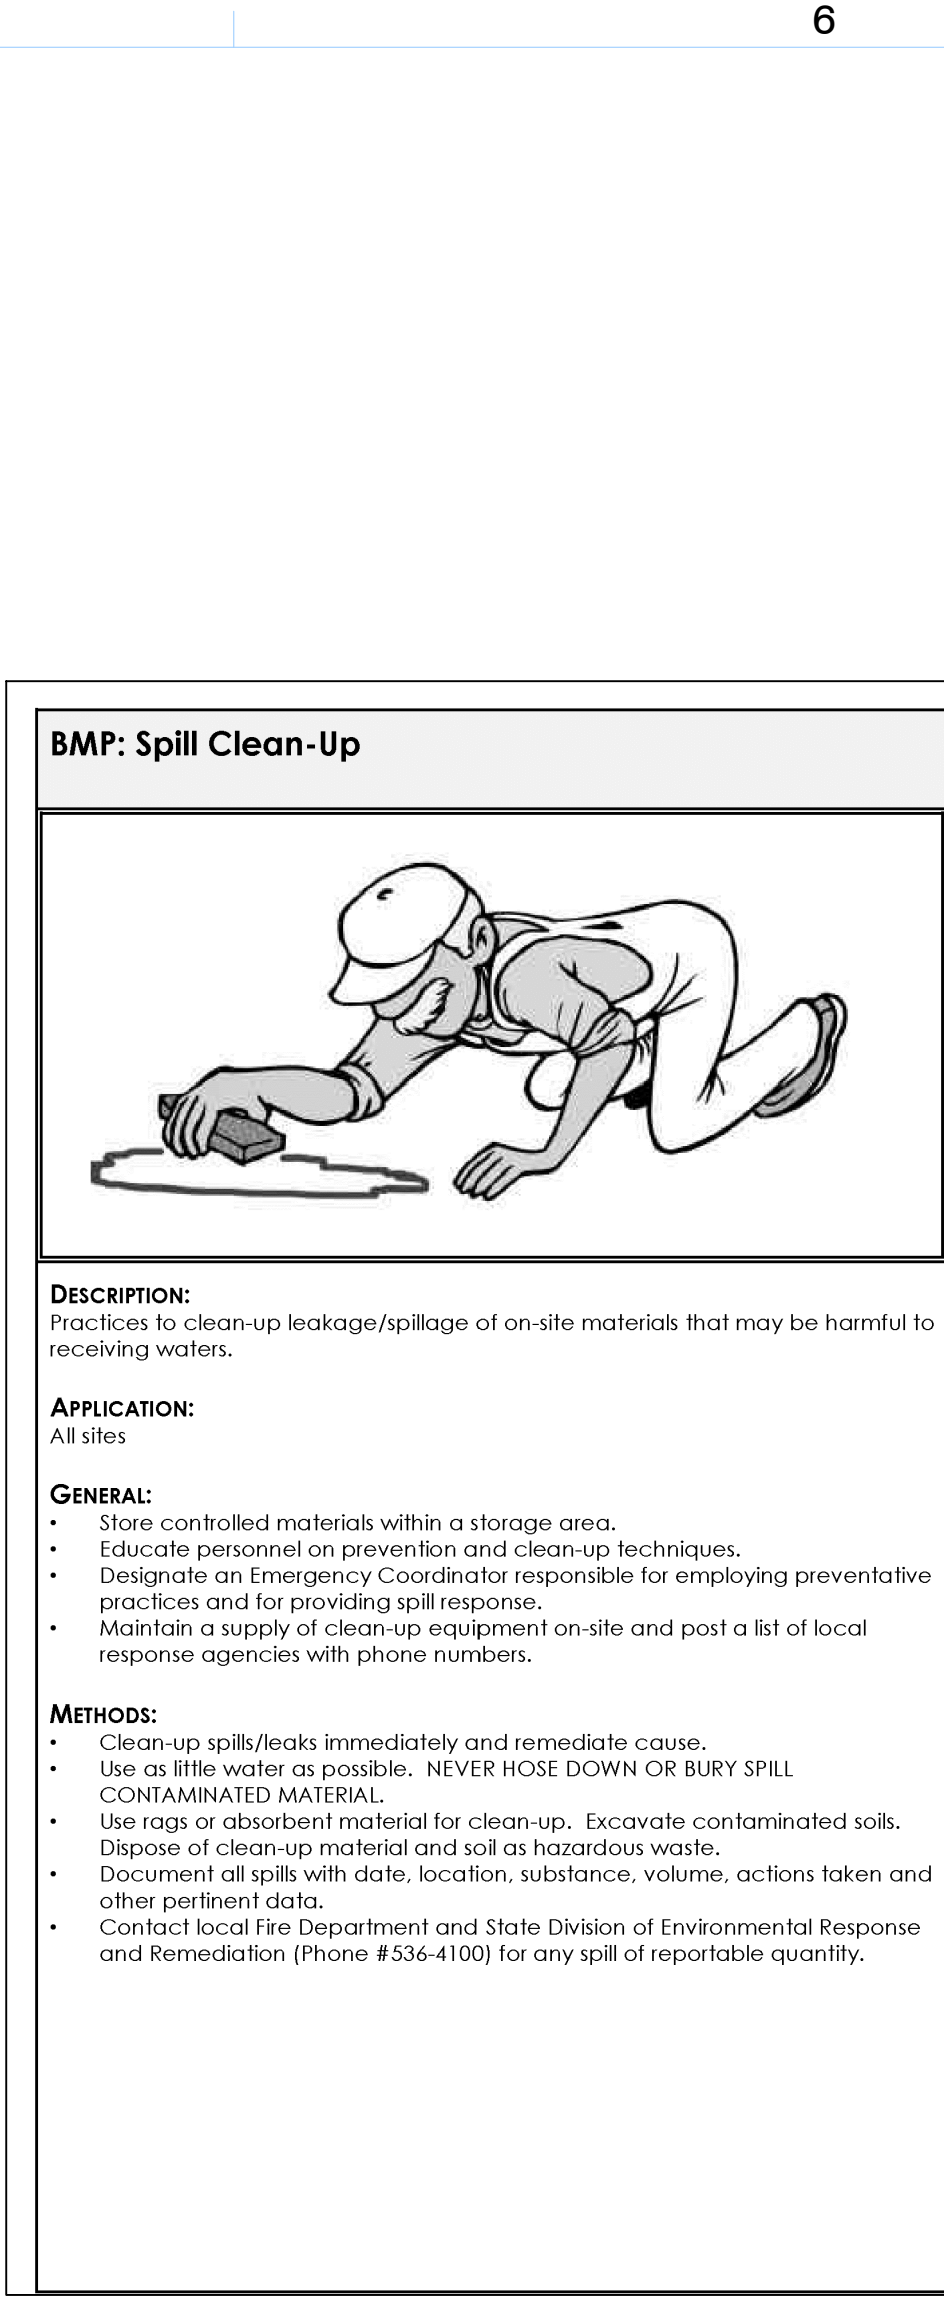 6
BMP: Spill Clean-Up
DESCRIPTION:
Practices to clean-up leakage/spillage of on-site materials that may be harmful to
receiving waters.
APPLICATION:
All sites
GENERAL:
• Store controlled materials within a storage area.
• Educate personnel on prevention and clean-up techniques.
• Designate an Emergency Coordinator responsible for employing preventative
practices and for providing spill response.
• Maintain a supply of clean-up equipment on-site and post a list of local
response agencies with phone numbers.
METHODS:
• Clean-up spills/leaks immediately and remediate cause.
• Use as little water as possible. NEVER HOSE DOWN OR BURY SPILL
CONTAMINATED MATERIAL.
• Use rags or absorbent material for clean-up. Excavate contaminated soils.
Dispose of clean-up material and soil as hazardous waste.
• Document all spills with date, location, substance, volume, actions taken and
other pertinent data.
• Contact local Fire Department and State Division of Environmental Response
and Remediation (Phone #536-4100) for any spill of reportable quantity.